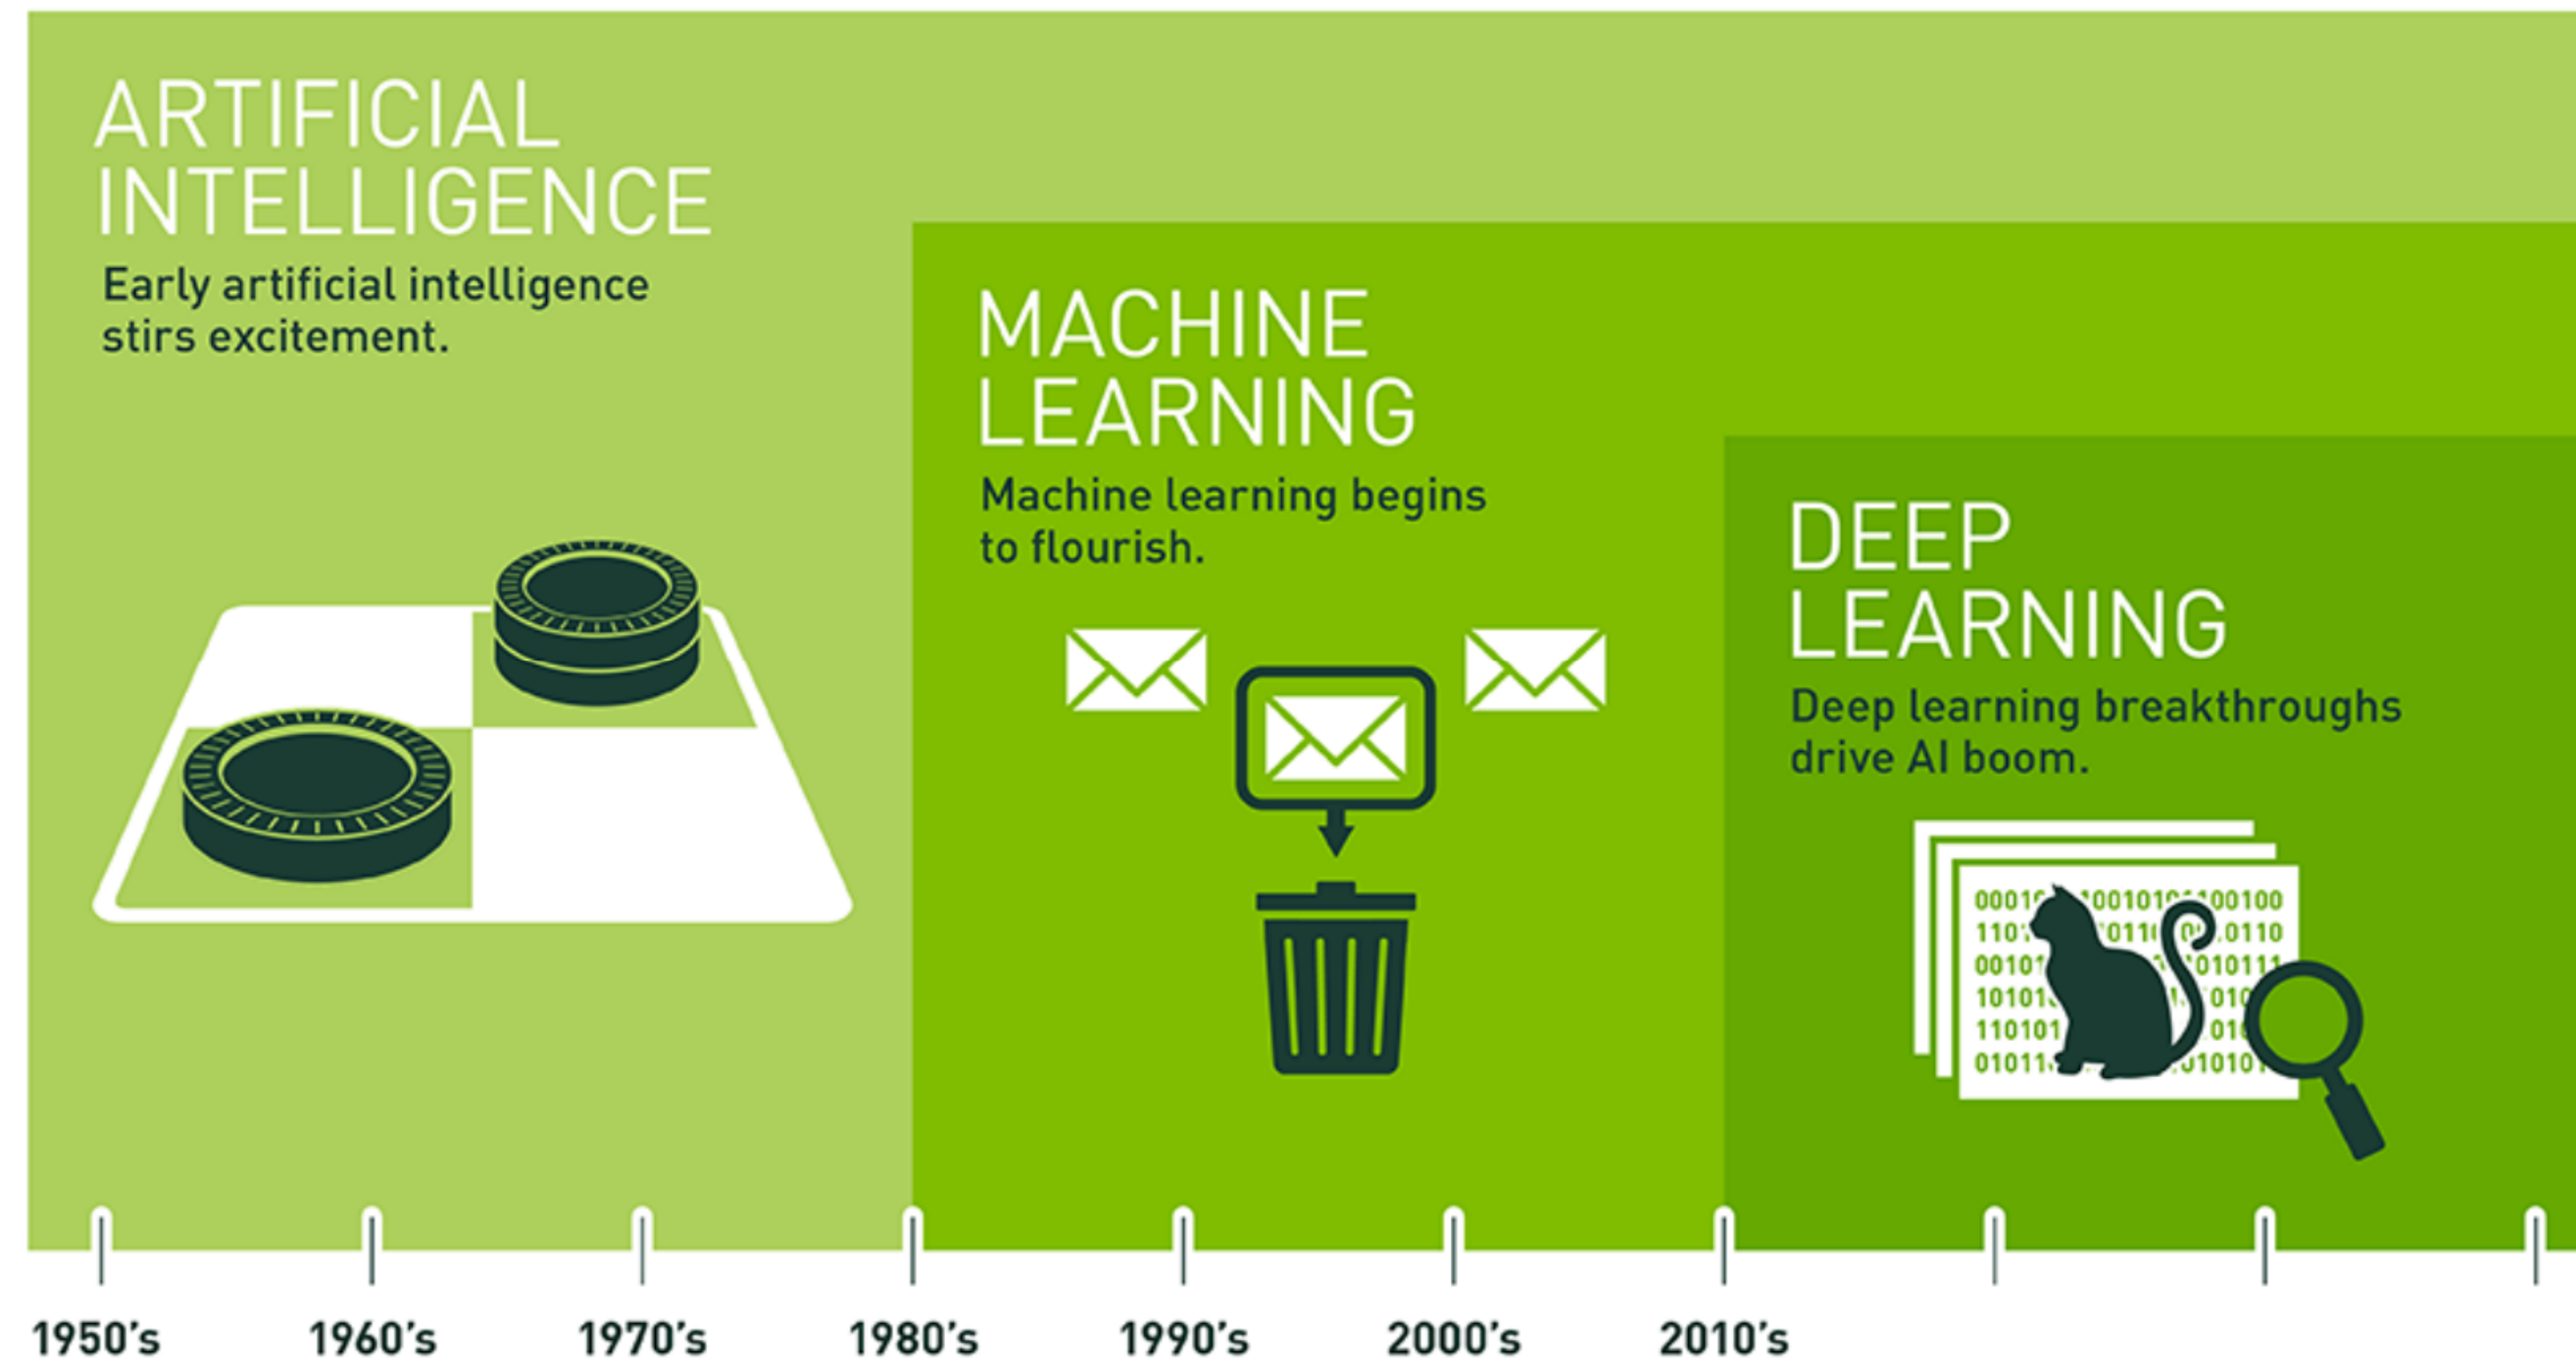 ARTIFICIAL
INTELLIGENCE
Early artificial intelligence
stirs excitement.
MACHINE
LEARNING
Machine learning begins
to flourish.
DEEP
LEARNING
Deep learning breakthroughs
drive AI boom.
1950’s 1960’s 1970’s 1980’s 1990’s 2000’s 2010’s